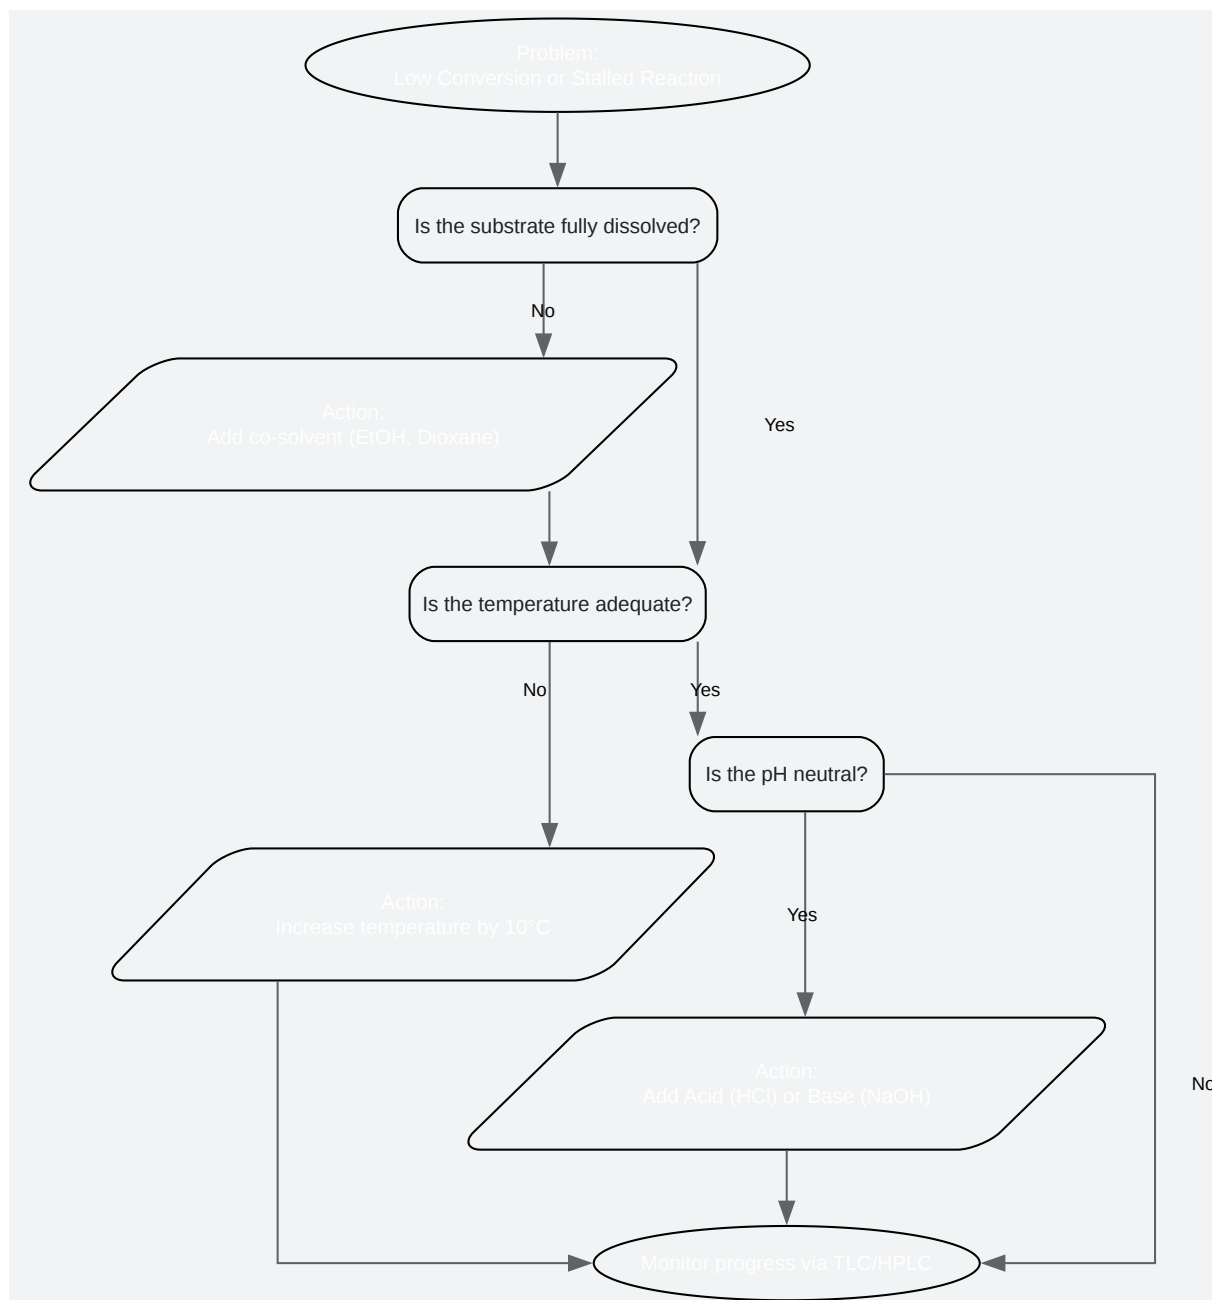 Problem:
Low Conversion or Stalled Reaction
Is the substrate fully dissolved?
No
Action:
Add co-solvent (EtOH, Dioxane)
Yes
Is the temperature adequate?
No
Yes
Is the pH neutral?
Action:
Increase temperature by 10°C
Yes
Action:
Add Acid (HCl) or Base (NaOH)
No
Monitor progress via TLC/HPLC